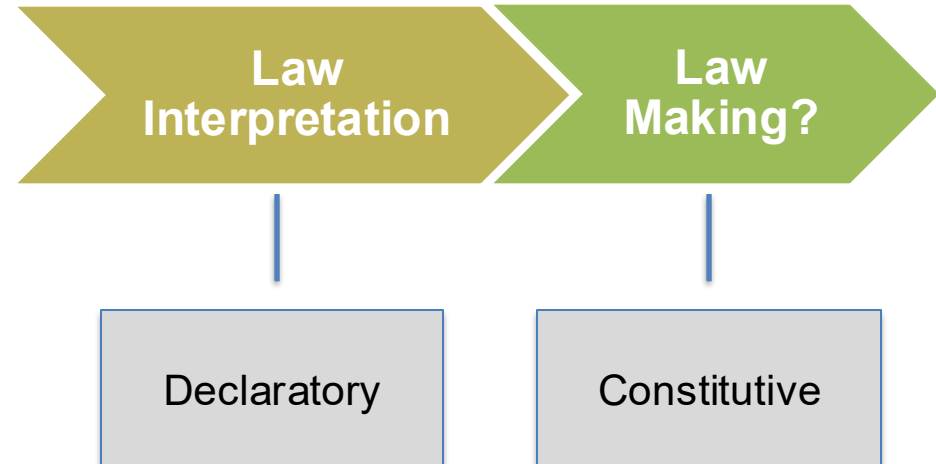 Law
Interpretation
Law
Making?
Declaratory
Constitutive